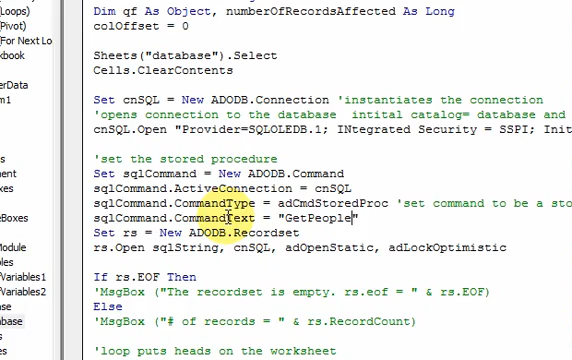 (Loops)
(Pivot)
(For Next Lo
kbook
erData
m1
s
ment
xes
eBoxes
Module
les
Variables1
Variables2
base
s
ns
Dim qf As Object, numberOfRecordsAffected As Long
colOffset = 0
Sheets("database").Select
Cells.ClearContents
Set cnSQL = New ADODB.Connection 'instantiates the connection
'opens connection to the database  intital catalog= database and
cnSQL.Open "Provider=SQLOLEDB.1; INtegrated Security = SSPI; Init
'set the stored procedure
Set sqlCommand = New ADODB.Command
sqlCommand.ActiveConnection = cnSQL
sqlCommand.CommandType = adCmdStoredProc 'set command to be a sto
sqlCommand.CommandText = "GetPeople"
Set rs = New ADODB.Recordset
rs.Open sqlString, cnSQL, adOpenStatic, adLockOptimistic
If rs.EOF Then
'MsgBox ("The recordset is empty. rs.eof = " & rs.EOF)
Else
'MsgBox ("# of records = " & rs.RecordCount)
'loop puts heads on the worksheet